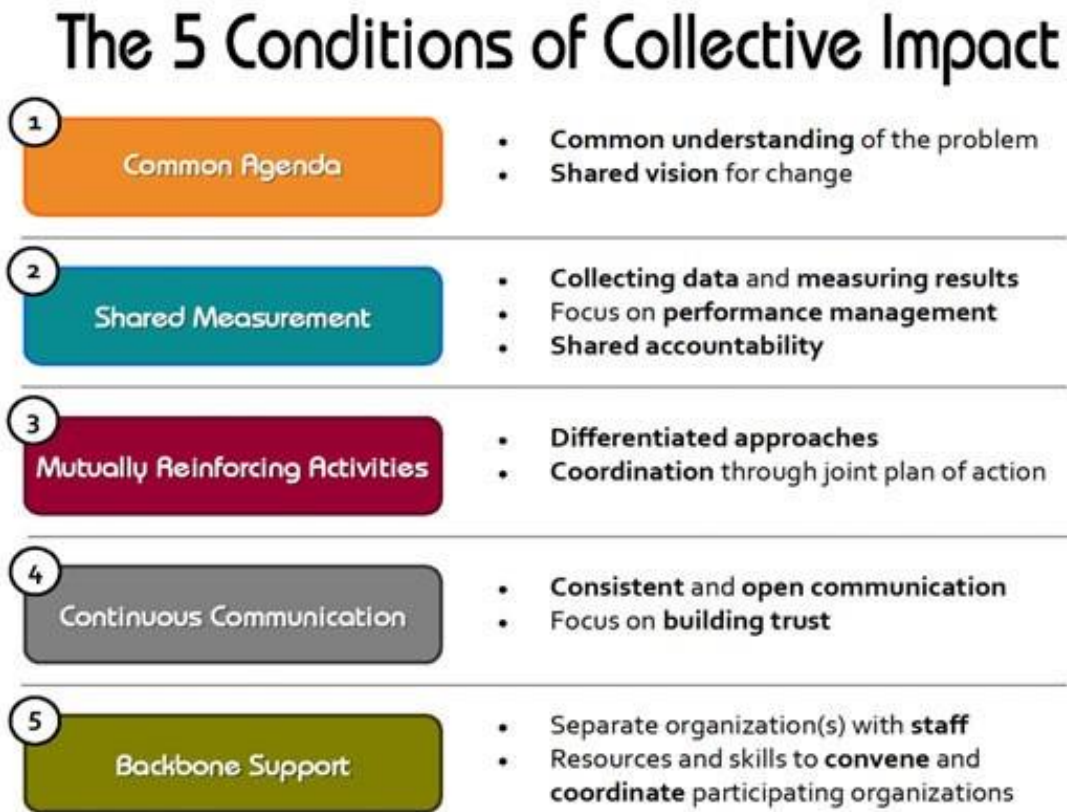 The 5 Conditions of Collective Impact
1
Common Agenda
• Common understanding of the problem
• Shared vision for change
2
Shared Measurement
• Collecting data and measuring results
• Focus on performance management
• Shared accountability
3
Mutually Reinforcing Activities
• Differentiated approaches
• Coordination through joint plan of action
4
Continuous Communication
• Consistent and open communication
• Focus on building trust
5
Backbone Support
• Separate organization(s) with staff
• Resources and skills to convene and
coordinate participating organizations